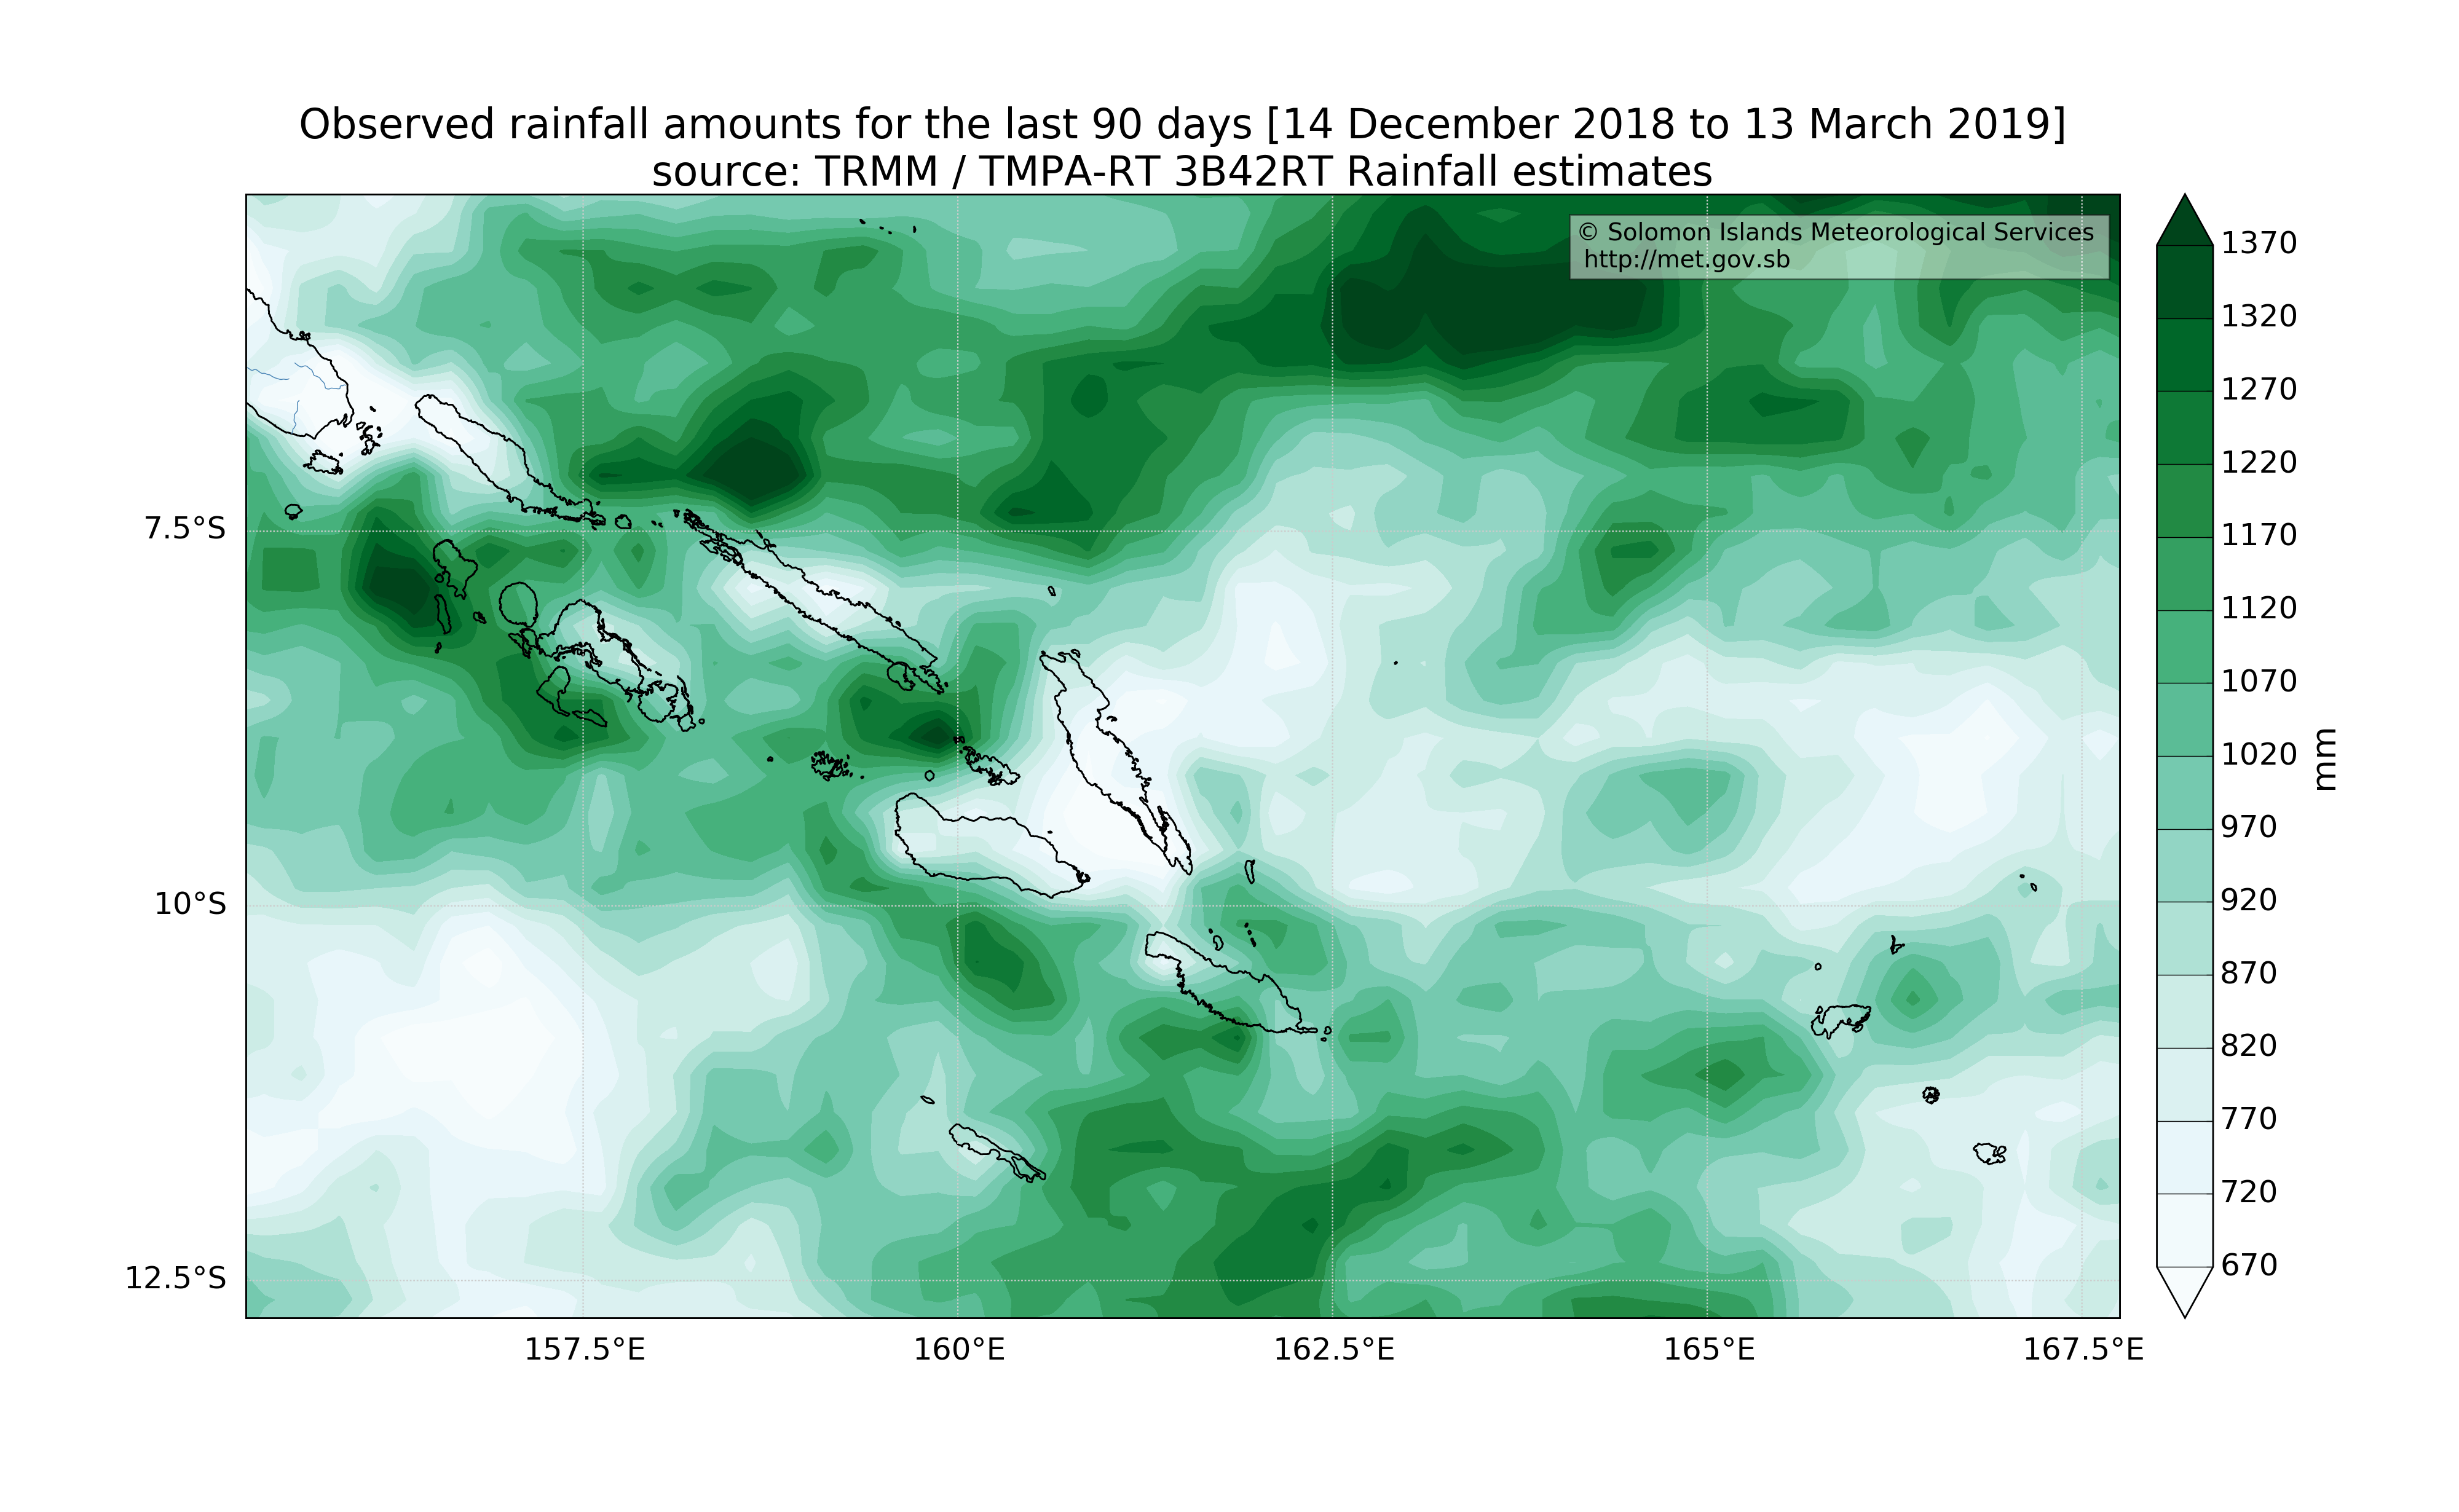 Observed rainfall amounts for the last 90 days [14 December 2018 to 13 March 2019]
source: TRMM / TMPA-RT 3B42RT Rainfall estimates
© Solomon Islands Meteorological Services
http://met.gov.sb
7.5°S
10°S
12.5°S
157.5°E
160°E
162.5°E
165°E
167.5°E
1370
1320
1270
1220
1170
1120
1070
1020
970
920
870
820
770
720
670
mm